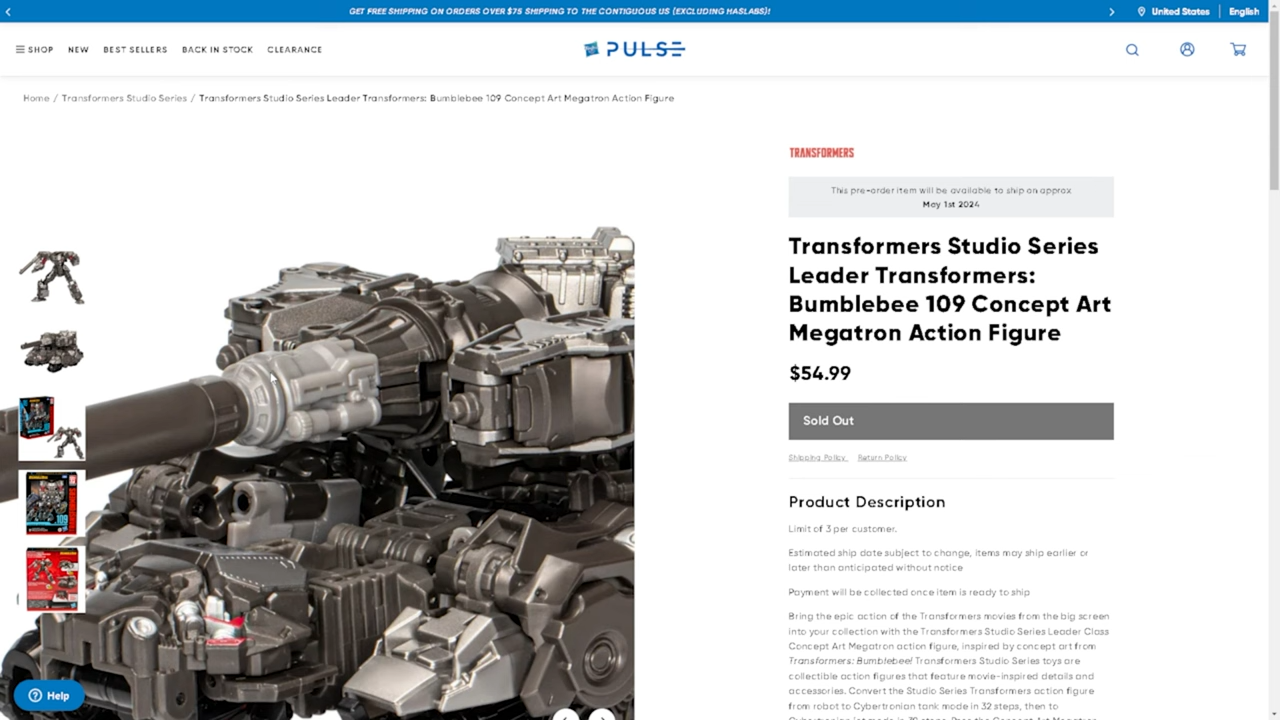 GET FREE SHIPPING ON ORDERS OVER $75 SHIPPING TO THE CONTIGUOUS US (EXCLUDING HASLABS)!
United States
English
SHOP
NEW
BEST SELLERS
BACK IN STOCK
CLEARANCE
PULSE
Home / Transformers Studio Series / Transformers Studio Series Leader Transformers: Bumblebee 109 Concept Art Megatron Action Figure
TRANSFORMERS
This pre-order item will be available to ship on approx
May 1st 2024
Transformers Studio Series
Leader Transformers:
Bumblebee 109 Concept Art
Megatron Action Figure
$54.99
Sold Out
Shipping Policy
Return Policy
Product Description
Limit of 3 per customer.
Estimated ship date subject to change, items may ship earlier or
later than anticipated without notice
Payment will be collected once item is ready to ship
Bring the epic action of the Transformers movies from the big screen
into your collection with the Transformers Studio Series Leader Class
Concept Art Megatron action figure, inspired by concept art from
Transformers: Bumblebee! Transformers Studio Series toys are
collectible action figures that feature movie-inspired details and
accessories. Convert the Studio Series Transformers action figure
from robot to Cybertronian tank mode in 32 steps, then to
Help